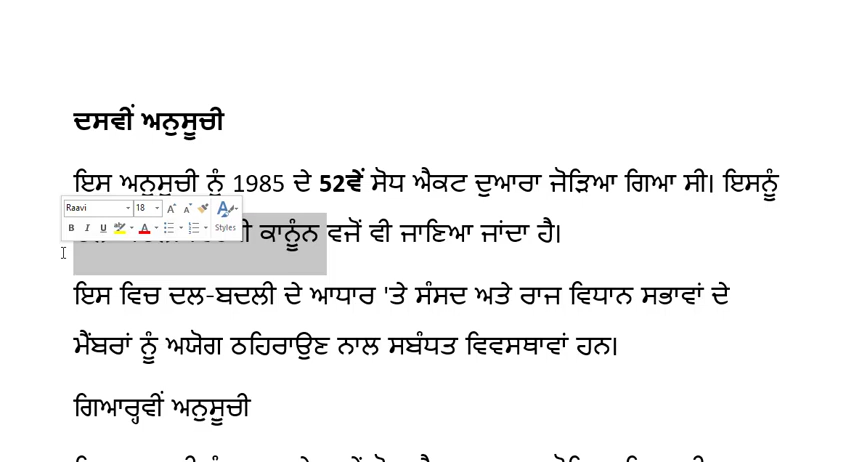 ਦਸਵੀਂ ਅਨੁਸੂਚੀ
ਇਸ ਅਨੁਸੂਚੀ ਨੂੰ 1985 ਦੇ 52ਵੇਂ ਸੋਧ ਐਕਟ ਦੁਆਰਾ ਜੋੜਿਆ ਗਿਆ ਸੀ। ਇਸਨੂੰ
Raavi 18
B I U Styles
ਕਾਨੂੰਨ ਵਜੋਂ ਵੀ ਜਾਣਿਆ ਜਾਂਦਾ ਹੈ।
ਇਸ ਵਿਚ ਦਲ-ਬਦਲੀ ਦੇ ਆਧਾਰ 'ਤੇ ਸੰਸਦ ਅਤੇ ਰਾਜ ਵਿਧਾਨ ਸਭਾਵਾਂ ਦੇ
ਮੈਂਬਰਾਂ ਨੂੰ ਅਯੋਗ ਠਹਿਰਾਉਣ ਨਾਲ ਸਬੰਧਤ ਵਿਵਸਥਾਵਾਂ ਹਨ।
ਗਿਆਰ੍ਹਵੀਂ ਅਨੁਸੂਚੀ